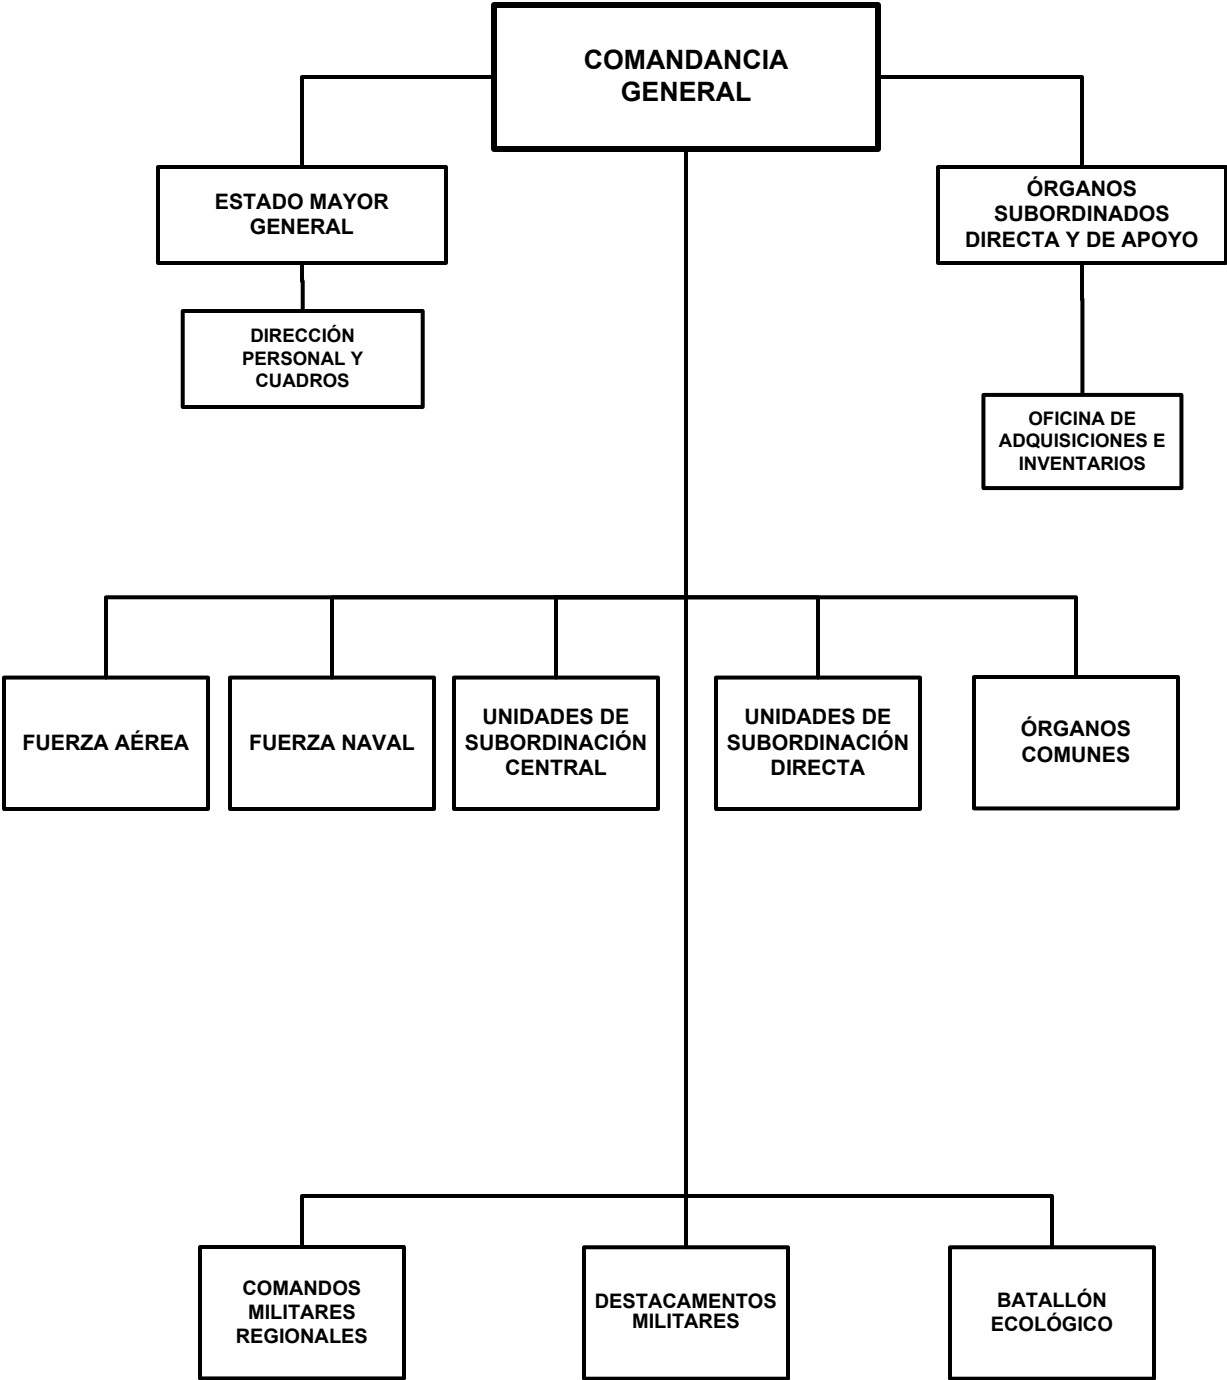 COMANDANCIA
GENERAL
ESTADO MAYOR
GENERAL
ÓRGANOS
SUBORDINADOS
DIRECTA Y DE APOYO
DIRECCIÓN
PERSONAL Y
CUADROS
OFICINA DE
ADQUISICIONES E
INVENTARIOS
FUERZA AÉREA
FUERZA NAVAL
UNIDADES DE
SUBORDINACIÓN
CENTRAL
UNIDADES DE
SUBORDINACIÓN
DIRECTA
ÓRGANOS
COMUNES
COMANDOS
MILITARES
REGIONALES
DESTACAMENTOS
MILITARES
BATALLÓN
ECOLÓGICO